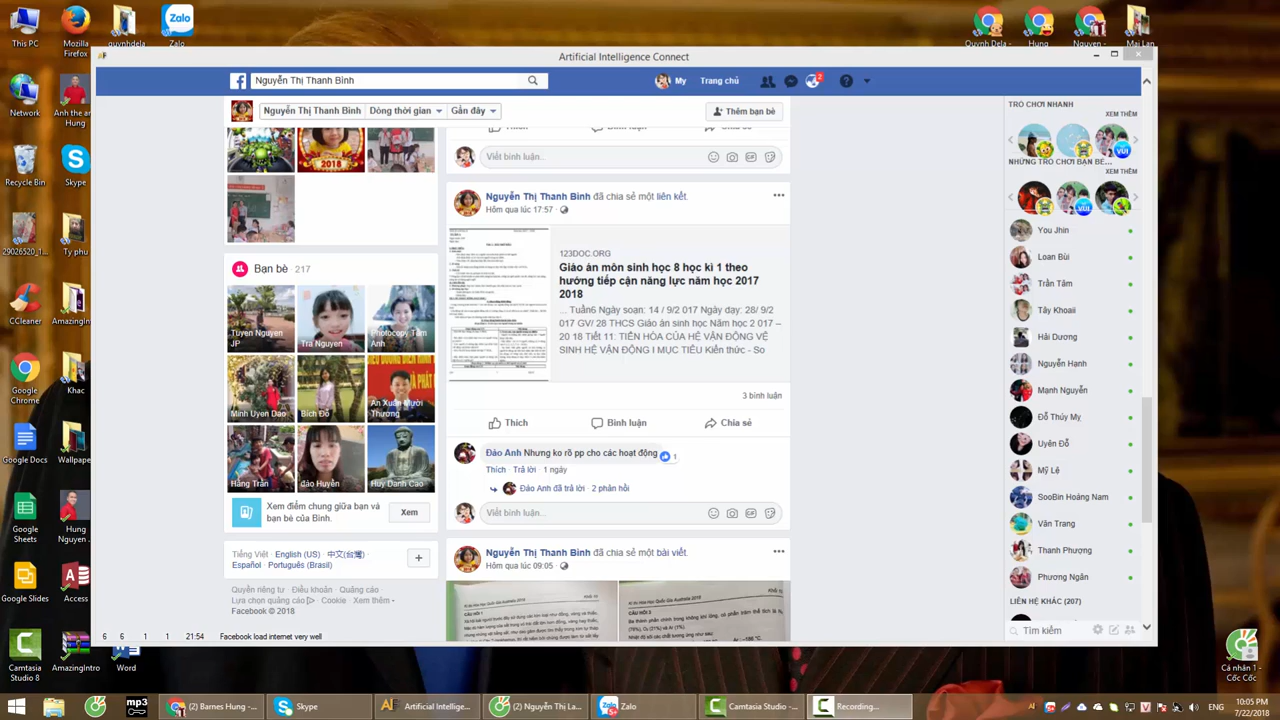 This PC
Mozilla
Firefox
quynhdela
Zalo
Quynh Dela -
Hung
Nguyen -
Mai Lan
Artificial Intelligence Connect
Nguyễn Thị Thanh Bình
My
Trang chủ
2
Network
Anh the an
Hung
Recycle Bin
Skype
29026520_1...
Ty phu
CCleaner
AmazingIn
Google
Chrome
Khac
Google Docs
Wallpape
Google
Sheets
Hung
Nguyen
Google Slides
Access
Camtasia
Studio 8
AmazingIntro
Word
Nguyễn Thị Thanh Bình
Dòng thời gian
Gần đây
Thêm bạn bè
2018
Thích
Bình luận
Chia sẻ
Viết bình luận...
Nguyễn Thị Thanh Bình đã chia sẻ một liên kết.
Hôm qua lúc 17:57
123DOC.ORG
Giáo án môn sinh học 8 học kì 1 theo
hướng tiếp cận năng lực năm học 2017
2018
... Tuần6 Ngày soạn: 14 / 9/2 017 Ngày dạy: 28/ 9/2
017 GV/ 28 THCS Giáo án sinh học Năm học 2 017 –
20 18 Tiết 11: TIẾN HÓA CỦA HỆ VẬN ĐỘNG VỆ
SINH HỆ VẬN ĐỘNG I MỤC TIÊU Kiến thức - So
3 bình luận
Thích
Bình luận
Chia sẻ
Đào Anh Nhưng ko rõ pp cho các hoạt động
1
Thích · Trả lời · 1 ngày
Đào Anh đã trả lời · 2 phản hồi
Viết bình luận...
Nguyễn Thị Thanh Bình đã chia sẻ một bài viết.
Hôm qua lúc 09:05
Bạn bè 217
Tuyen Nguyen
JP
Tra Nguyen
Photocopy Tâm
Anh
Minh Uyen Dao
Bích Đỗ
An Xuân Mười
Thương
Hằng Trần
đào Huyền
Huy Danh Cao
Xem điểm chung giữa bạn và
bạn bè của Bình.
Xem
Tiếng Việt · English (US) · 中文(台灣) ·
Español · Português (Brasil)
Quyền riêng tư · Điều khoản · Quảng cáo ·
Lựa chọn quảng cáo · Cookie · Xem thêm
Facebook © 2018
6 6 1 1 21:54 Facebook load internet very well
TRÒ CHƠI NHANH
XEM THÊM
VUI
NHỮNG TRÒ CHƠI BẠN BÈ...
XEM THÊM
VUI
You Jhin
Loan Bùi
Trần Tâm
Tây Khoaii
Hải Dương
Nguyễn Hạnh
Mạnh Nguyễn
Đỗ Thúy My
Uyên Đỗ
Mỹ Lệ
SooBin Hoàng Nam
Vân Trang
Thanh Phượng
Phương Ngân
LIÊN HỆ KHÁC (207)
Tìm kiếm
Cá nhân 1 -
Cốc Cốc
mp3
(2) Barnes Hung -...
Skype
Artificial Intellige...
(2) Nguyễn Thị La...
Zalo
Camtasia Studio -...
Recording...
10:05 PM
7/22/2018